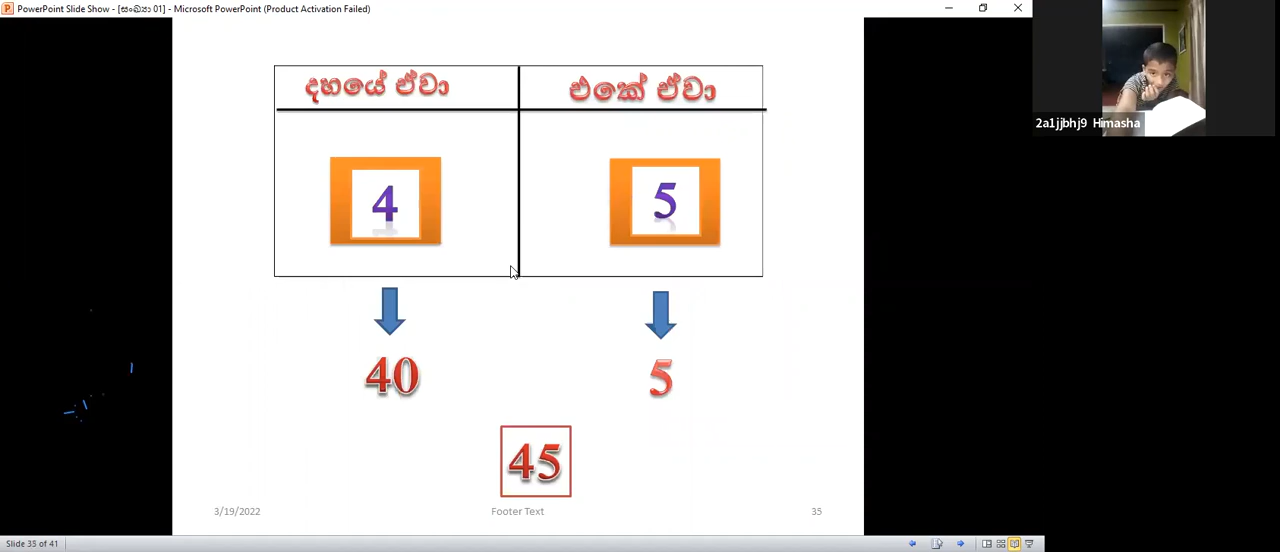 PowerPoint Slide Show - [සංඛ්‍යා 01] - Microsoft PowerPoint (Product Activation Failed)
2a1jjbhj9 Himasha
දහයේ ඒවා එකේ ඒවා
4 5
40 5
45
3/19/2022 Footer Text 35
Slide 35 of 41